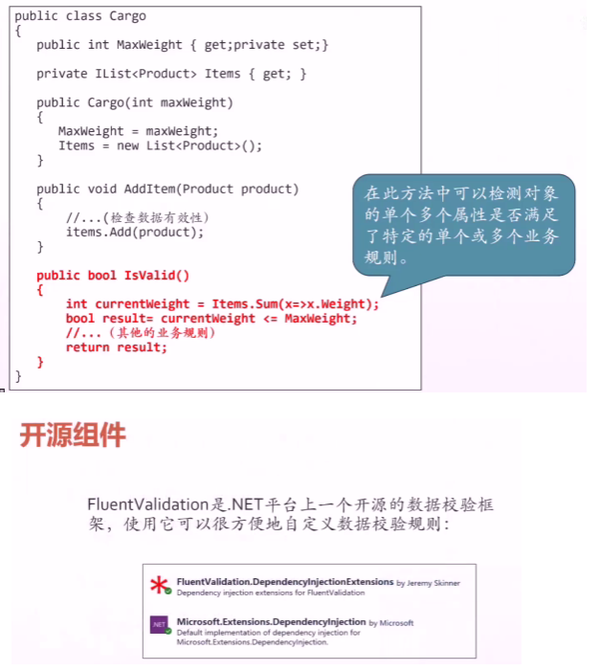 public class Cargo
{
public int MaxWeight { get;private set;}
private IList<Product> Items { get; }
public Cargo(int maxWeight)
{
MaxWeight = maxWeight;
Items = new List<Product>();
}
public void AddItem(Product product)
{
//...(检查数据有效性)
items.Add(product);
}
public bool IsValid()
{
int currentWeight = Items.Sum(x=>x.Weight);
bool result= currentWeight <= MaxWeight;
//... (其他的业务规则)
return result;
}
}
在此方法中可以检测对象
的单个多个属性是否满足
了特定的单个或多个业务
规则。
开源组件
FluentValidation是.NET平台上一个开源的数据校验框
架，使用它可以很方便地自定义数据校验规则：
FluentValidation.DependencyInjectionExtensions by Jeremy Skinner
Dependency injection extensions for FluentValidation
.NET
Microsoft.Extensions.DependencyInjection by Microsoft
Default implementation of dependency injection for
Microsoft.Extensions.DependencyInjection.